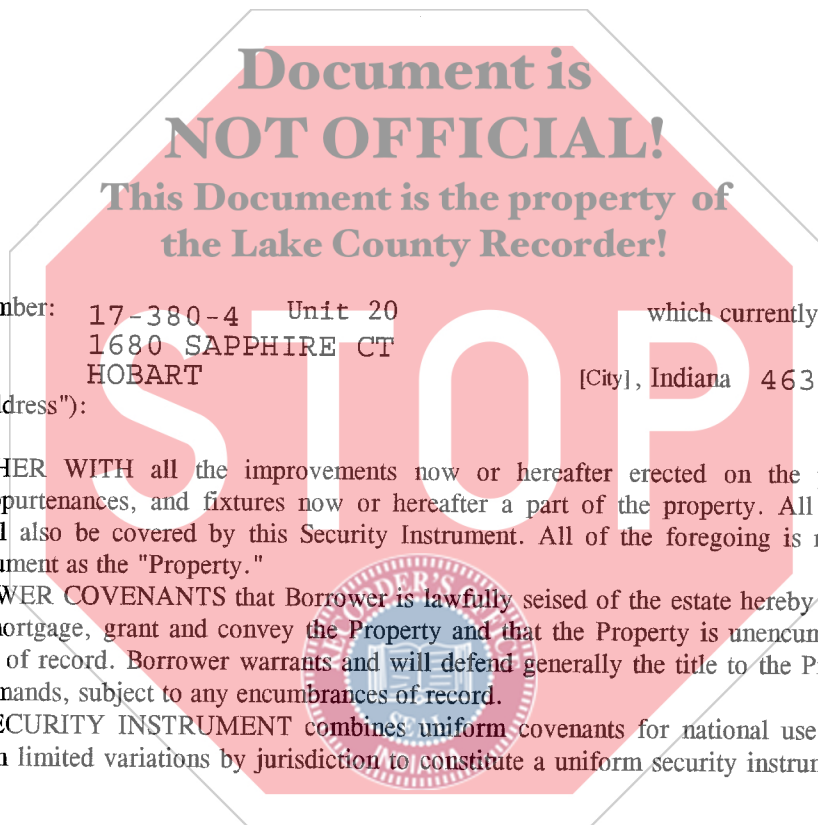 Document is
NOT OFFICIAL!
This Document is the property of
the Lake County Recorder!
mber: 17-380-4 Unit 20 which currently
1680 SAPPHIRE CT
HOBART [City], Indiana 463
dress"):
STOP
HER WITH all the improvements now or hereafter erected on the
purtenances, and fixtures now or hereafter a part of the property. All
l also be covered by this Security Instrument. All of the foregoing is
ument as the "Property."
WER COVENANTS that Borrower is lawfully seised of the estate hereby
ortgage, grant and convey the Property and that the Property is unencum
of record. Borrower warrants and will defend generally the title to the P
mands, subject to any encumbrances of record.
ECURITY INSTRUMENT combines uniform covenants for national use
limited variations by jurisdiction to constitute a uniform security instrum
RECORDER'S OFFICE
SEAL
INDIANA